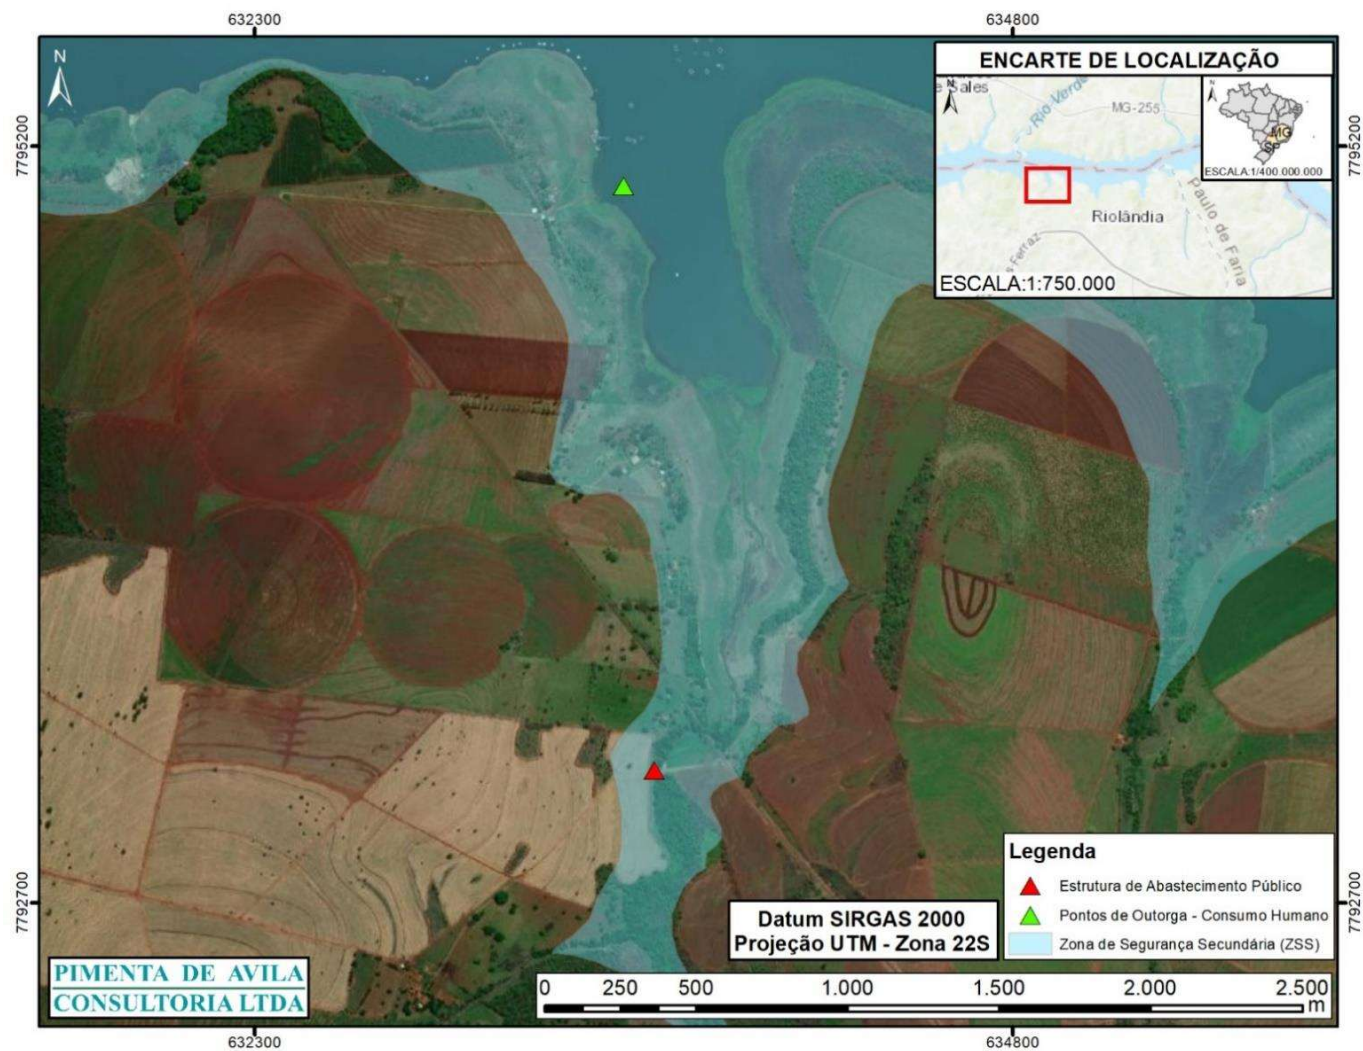 632300
634800
N
ENCARTE DE LOCALIZAÇÃO
e Sales
N
Rio Verde
MG-255
N
MG
SP
ESCALA:1/400.000.000
Riolândia
Paulo de Faria
s Ferraz
ESCALA:1:750.000
7795200
7795200
Legenda
Estrutura de Abastecimento Público
Pontos de Outorga - Consumo Humano
Zona de Segurança Secundária (ZSS)
7792700
7792700
Datum SIRGAS 2000
Projeção UTM - Zona 22S
PIMENTA DE AVILA
CONSULTORIA LTDA
0 250 500 1.000 1.500 2.000 2.500
m
632300
634800